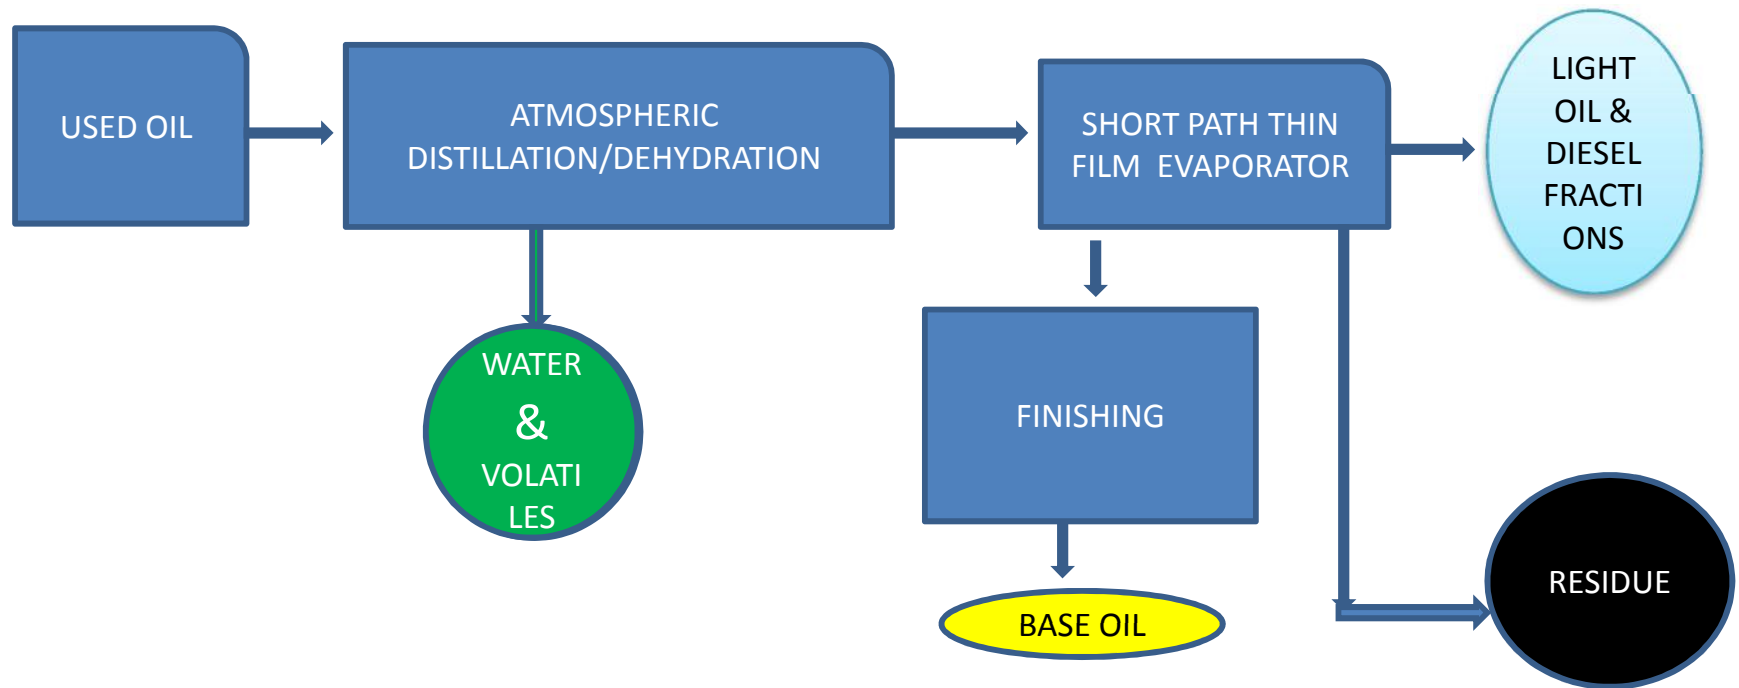 USED OIL
ATMOSPHERIC
DISTILLATION/DEHYDRATION
SHORT PATH THIN
FILM  EVAPORATOR
LIGHT
OIL &
DIESEL
FRACTI
ONS
WATER
&
VOLATI
LES
FINISHING
BASE OIL
RESIDUE